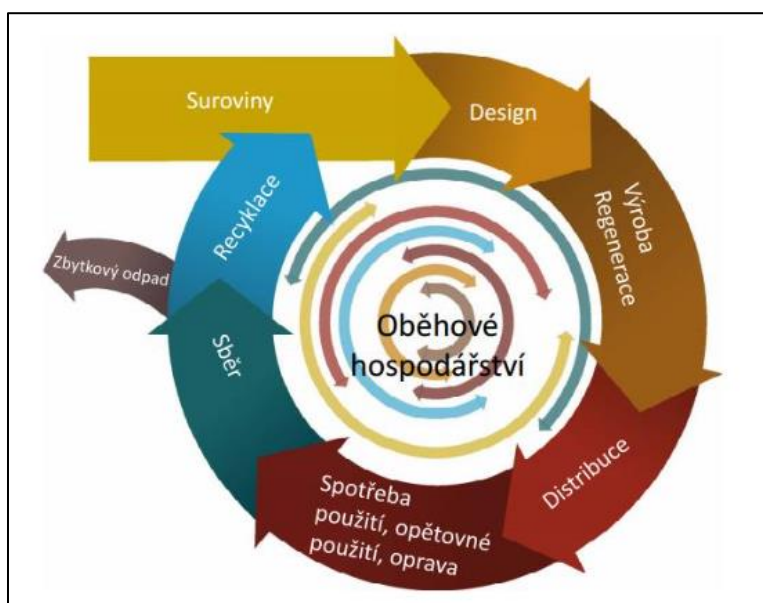 Suroviny
Design
Výroba
Regenerace
Distribuce
Spotřeba
použití, opětovné
použití, oprava
Sběr
Zbytkový odpad
Recyklace
Oběhové
hospodářství